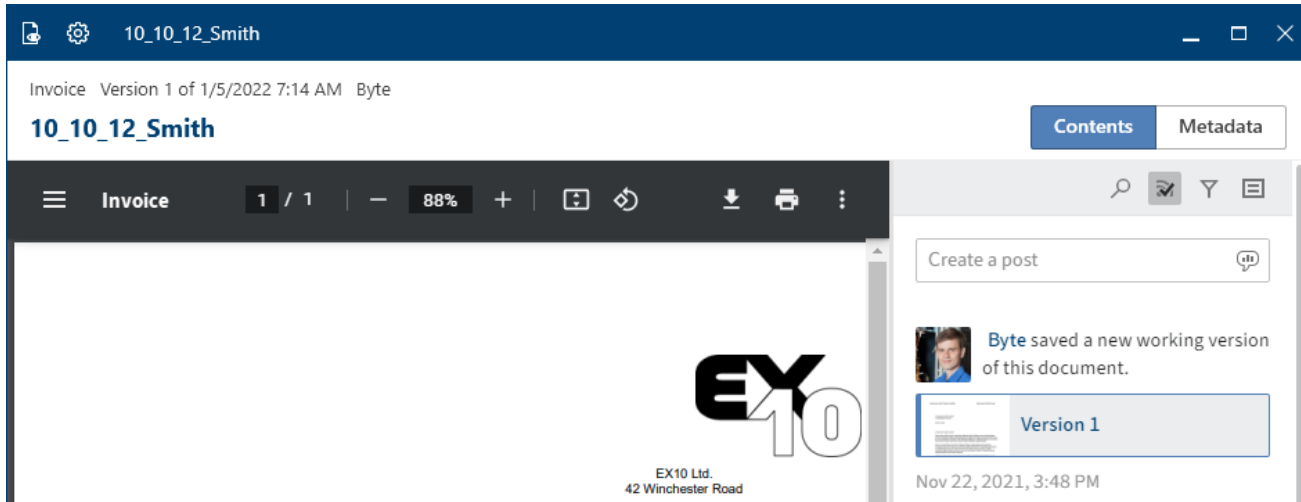 10_10_12_Smith
Invoice Version 1 of 1/5/2022 7:14 AM Byte
10_10_12_Smith
Contents Metadata
Invoice 1 / 1 88%
Create a post
EX10
EX10 Ltd.
42 Winchester Road
Byte saved a new working version
of this document.
Version 1
Nov 22, 2021, 3:48 PM